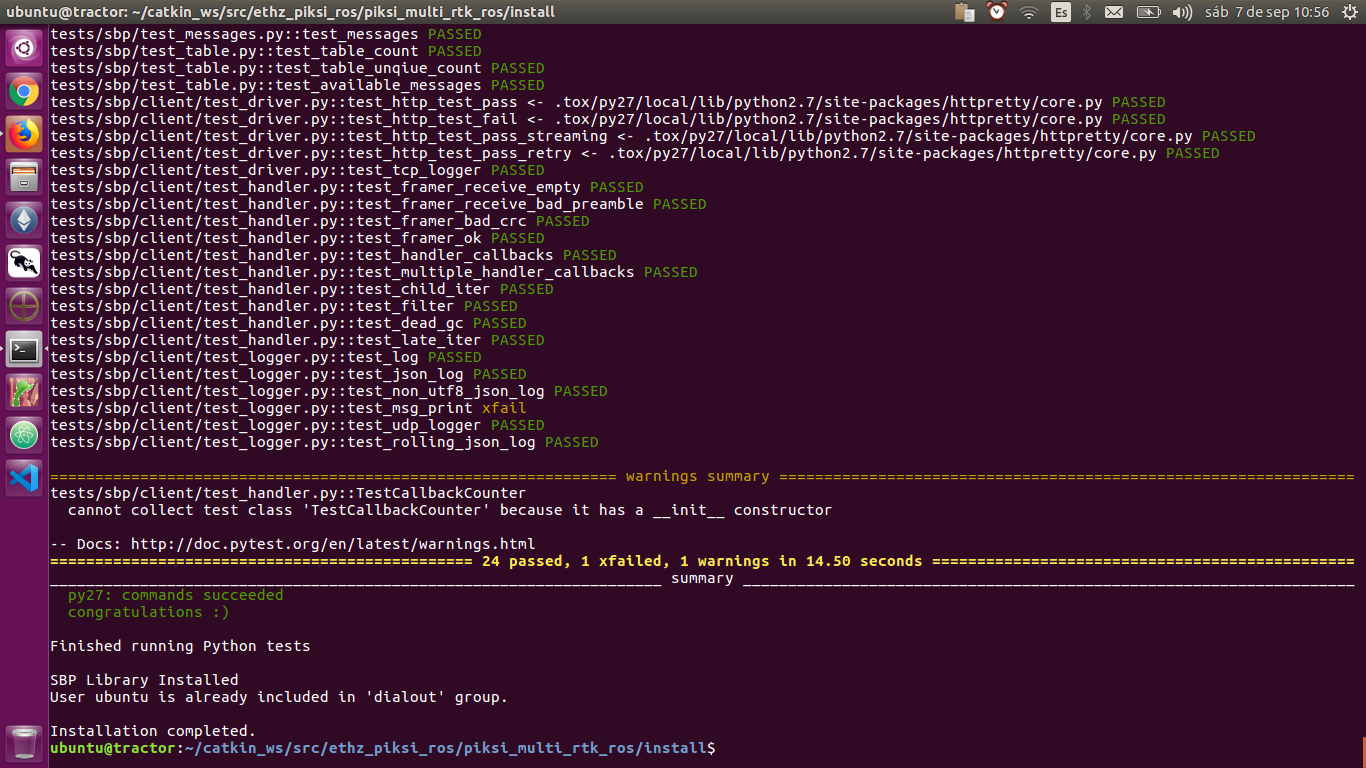 ubuntu@tractor: ~/catkin_ws/src/ethz_piksi_ros/piksi_multi_rtk_ros/install Es sáb 7 de sep 10:56
tests/sbp/test_messages.py::test_messages PASSED
tests/sbp/test_table.py::test_table_count PASSED
tests/sbp/test_table.py::test_table_unqiue_count PASSED
tests/sbp/test_table.py::test_available_messages PASSED
tests/sbp/client/test_driver.py::test_http_test_pass <- .tox/py27/local/lib/python2.7/site-packages/httpretty/core.py PASSED
tests/sbp/client/test_driver.py::test_http_test_fail <- .tox/py27/local/lib/python2.7/site-packages/httpretty/core.py PASSED
tests/sbp/client/test_driver.py::test_http_test_pass_streaming <- .tox/py27/local/lib/python2.7/site-packages/httpretty/core.py PASSED
tests/sbp/client/test_driver.py::test_http_test_pass_retry <- .tox/py27/local/lib/python2.7/site-packages/httpretty/core.py PASSED
tests/sbp/client/test_driver.py::test_tcp_logger PASSED
tests/sbp/client/test_handler.py::test_framer_receive_empty PASSED
tests/sbp/client/test_handler.py::test_framer_receive_bad_preamble PASSED
tests/sbp/client/test_handler.py::test_framer_bad_crc PASSED
tests/sbp/client/test_handler.py::test_framer_ok PASSED
tests/sbp/client/test_handler.py::test_handler_callbacks PASSED
tests/sbp/client/test_handler.py::test_multiple_handler_callbacks PASSED
tests/sbp/client/test_handler.py::test_child_iter PASSED
tests/sbp/client/test_handler.py::test_filter PASSED
tests/sbp/client/test_handler.py::test_dead_gc PASSED
tests/sbp/client/test_handler.py::test_late_iter PASSED
tests/sbp/client/test_logger.py::test_log PASSED
tests/sbp/client/test_logger.py::test_json_log PASSED
tests/sbp/client/test_logger.py::test_non_utf8_json_log PASSED
tests/sbp/client/test_logger.py::test_msg_print xfail
tests/sbp/client/test_logger.py::test_udp_logger PASSED
tests/sbp/client/test_logger.py::test_rolling_json_log PASSED
=============================================================== warnings summary ================================================================
tests/sbp/client/test_handler.py::TestCallbackCounter
cannot collect test class 'TestCallbackCounter' because it has a __init__ constructor
-- Docs: http://doc.pytest.org/en/latest/warnings.html
=============================================== 24 passed, 1 xfailed, 1 warnings in 14.50 seconds ===============================================
____________________________________________________________________ summary ____________________________________________________________________
py27: commands succeeded
congratulations :)
Finished running Python tests
SBP Library Installed
User ubuntu is already included in 'dialout' group.
Installation completed.
ubuntu@tractor:~/catkin_ws/src/ethz_piksi_ros/piksi_multi_rtk_ros/install$